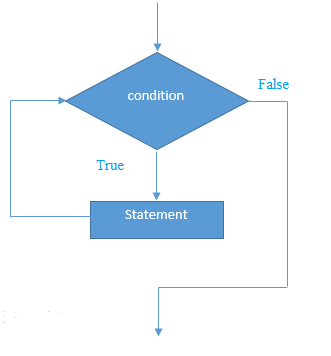 condition
False
True
Statement